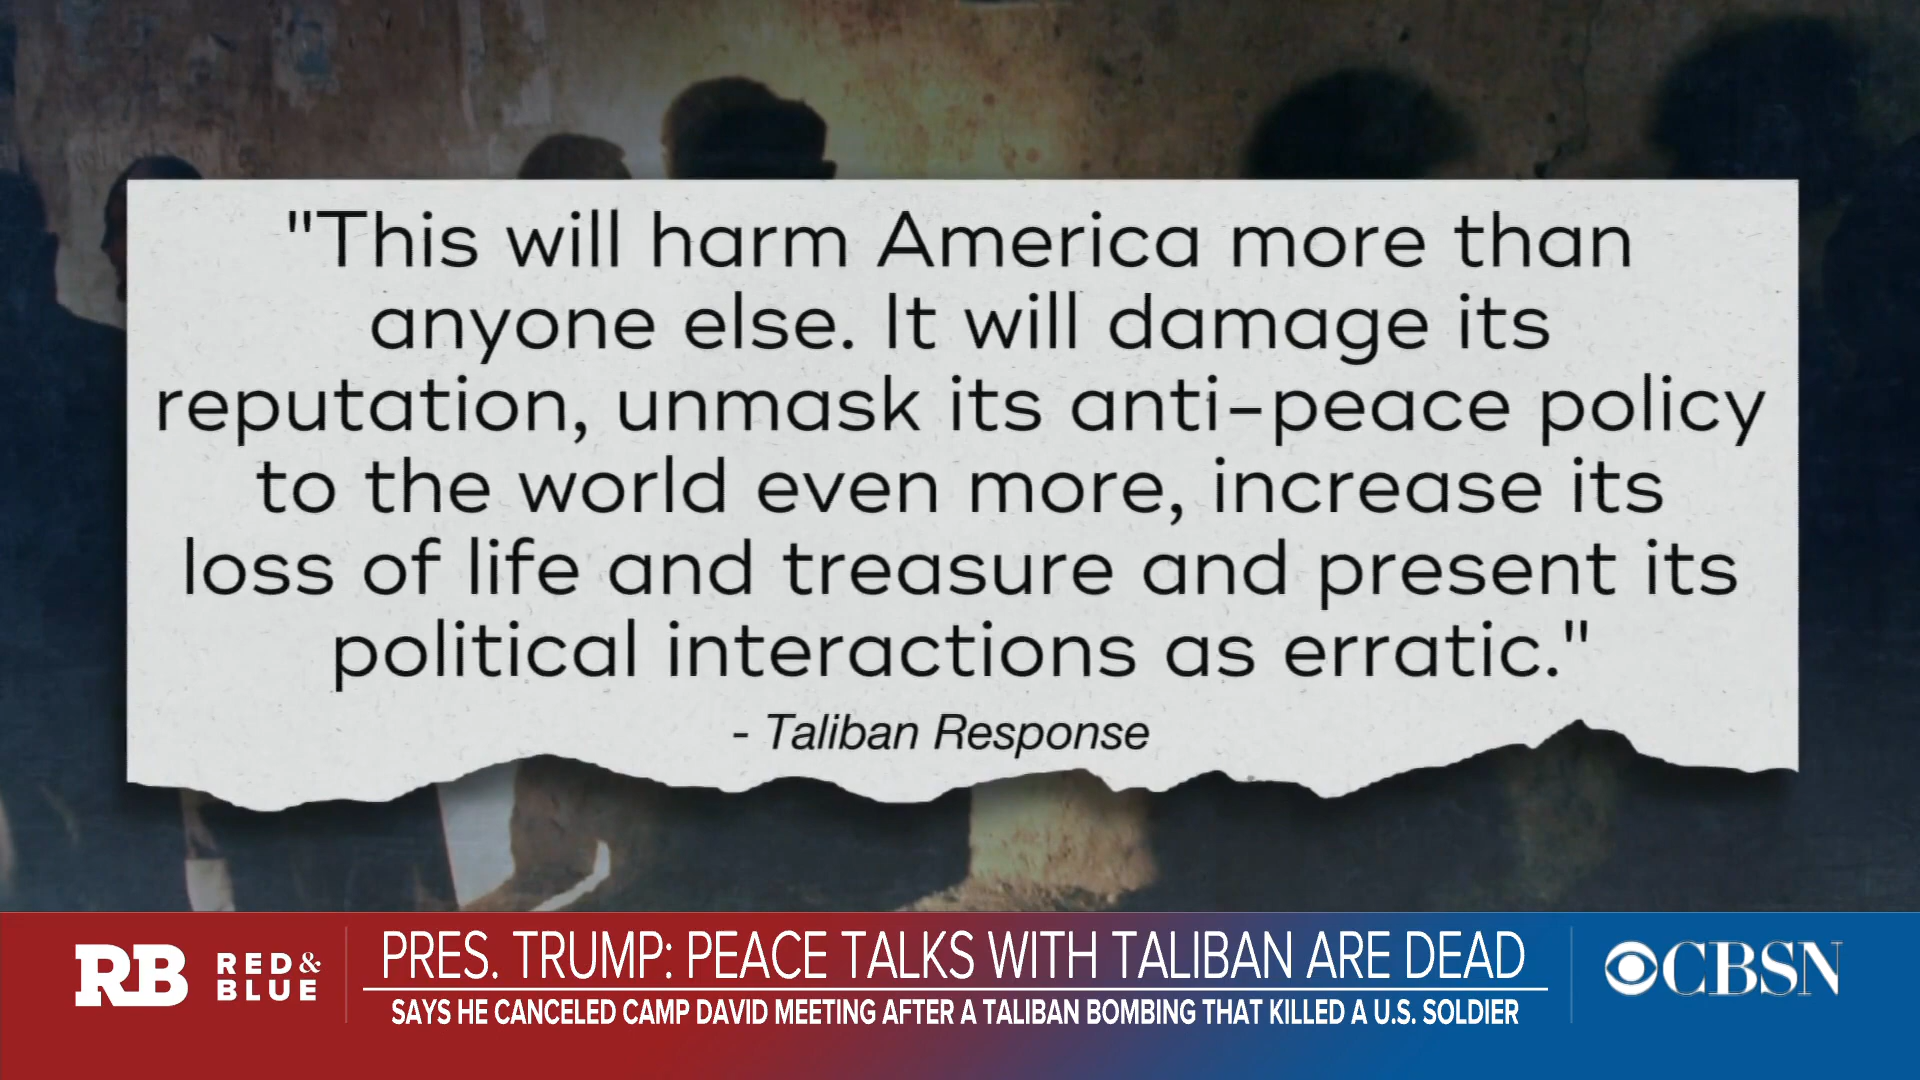 "This will harm America more than
anyone else. It will damage its
reputation, unmask its anti-peace policy
to the world even more, increase its
loss of life and treasure and present its
political interactions as erratic."
- Taliban Response
RB
RED &
BLUE
PRES. TRUMP: PEACE TALKS WITH TALIBAN ARE DEAD
SAYS HE CANCELED CAMP DAVID MEETING AFTER A TALIBAN BOMBING THAT KILLED A U.S. SOLDIER
CBSN